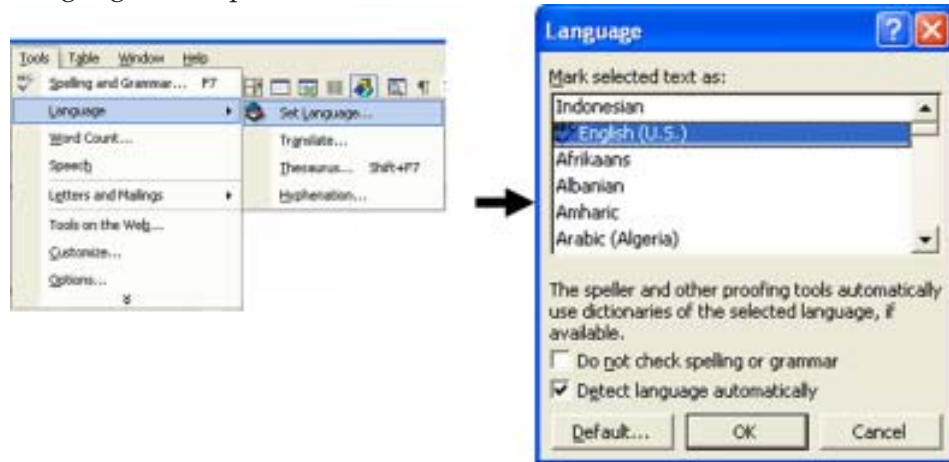 Tools Table Window Help
Spelling and Grammar... F7
Language
Word Count...
Speech
Letters and Mailings
Tools on the Web...
Customize...
Options...
Set Language...
Translate...
Thesaurus... Shift+F7
Hyphenation...
Language
Mark selected text as:
Indonesian
English (U.S.)
Afrikaans
Albanian
Amharic
Arabic (Algeria)
The speller and other proofing tools automatically
use dictionaries of the selected language, if
available.
Do not check spelling or grammar
Detect language automatically
Default... OK Cancel